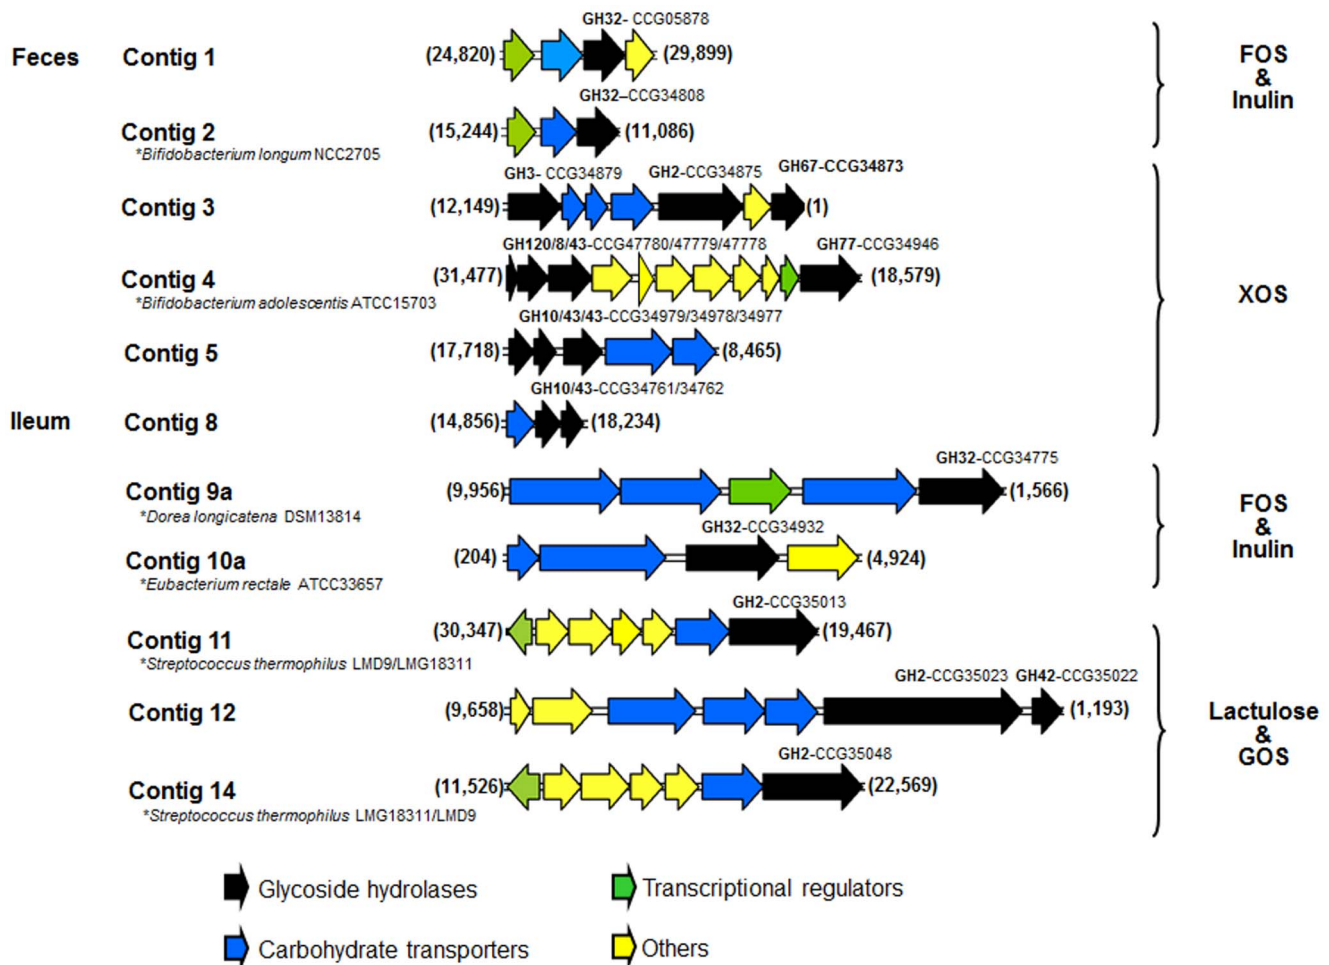 GH32- CCG05878
Feces Contig 1 (24,820) (29,899)
FOS
&
Inulin
GH32–CCG34808
Contig 2 (15,244) (11,086)
*Bifidobacterium longum NCC2705
GH3- CCG34879 GH2-CCG34875 GH67-CCG34873
Contig 3 (12,149) (1)
GH120/8/43-CCG47780/47779/47778 GH77-CCG34946
Contig 4 (31,477) (18,579)
*Bifidobacterium adolescentis ATCC15703
XOS
GH10/43/43-CCG34979/34978/34977
Contig 5 (17,718) (8,465)
GH10/43-CCG34761/34762
Ileum Contig 8 (14,856) (18,234)
GH32-CCG34775
Contig 9a (9,956) (1,566)
*Dorea longicatena DSM13814
FOS
&
Inulin
GH32-CCG34932
Contig 10a (204) (4,924)
*Eubacterium rectale ATCC33657
GH2-CCG35013
Contig 11 (30,347) (19,467)
*Streptococcus thermophilus LMD9/LMG18311
GH2-CCG35023 GH42-CCG35022
Contig 12 (9,658) (1,193)
Lactulose
&
GOS
GH2-CCG35048
Contig 14 (11,526) (22,569)
*Streptococcus thermophilus LMG18311/LMD9
Glycoside hydrolases Transcriptional regulators
Carbohydrate transporters Others